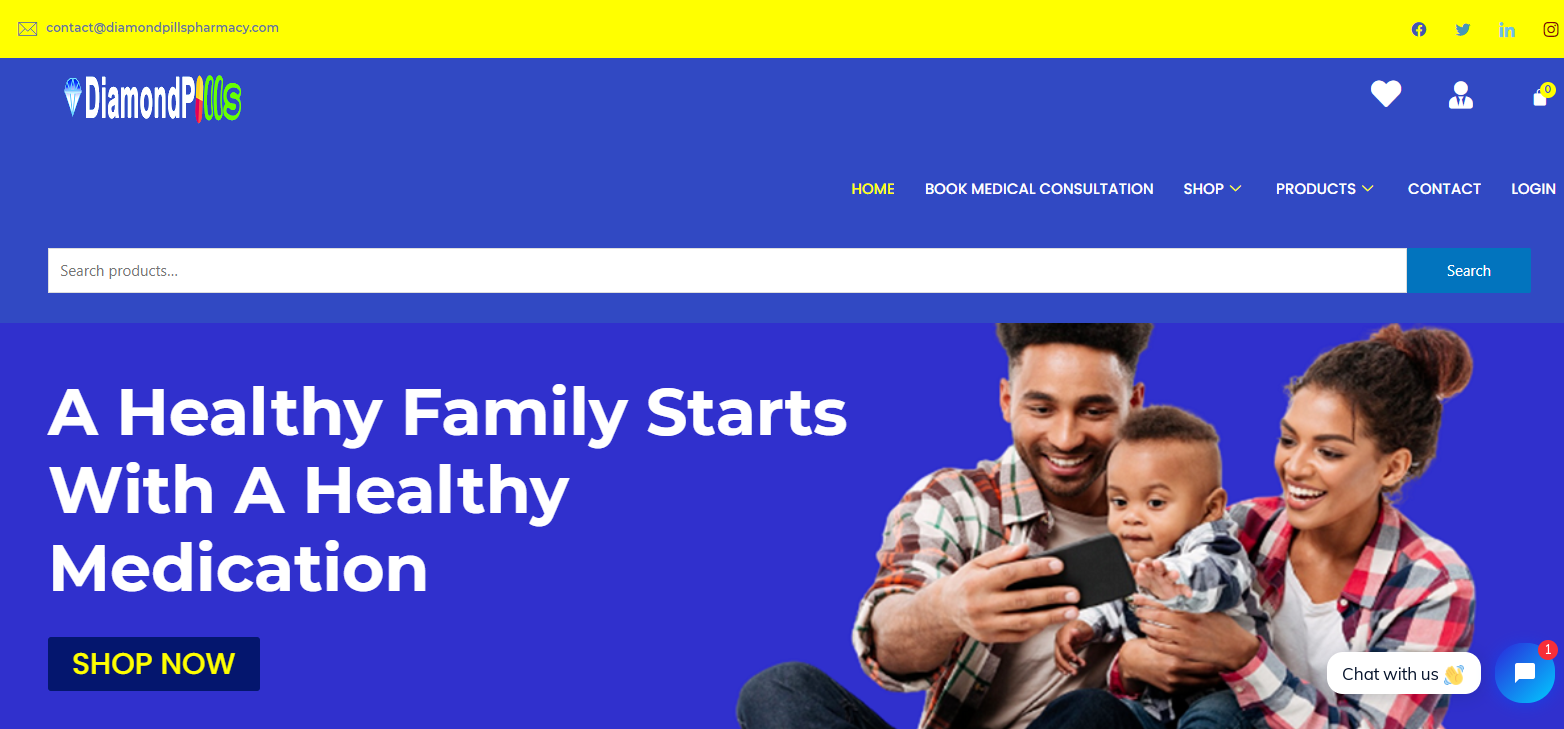 contact@diamondpillspharmacy.com
DiamondPills
0
HOME BOOK MEDICAL CONSULTATION SHOP PRODUCTS CONTACT LOGIN
Search products... Search
A Healthy Family Starts
With A Healthy
Medication
SHOP NOW
1
Chat with us